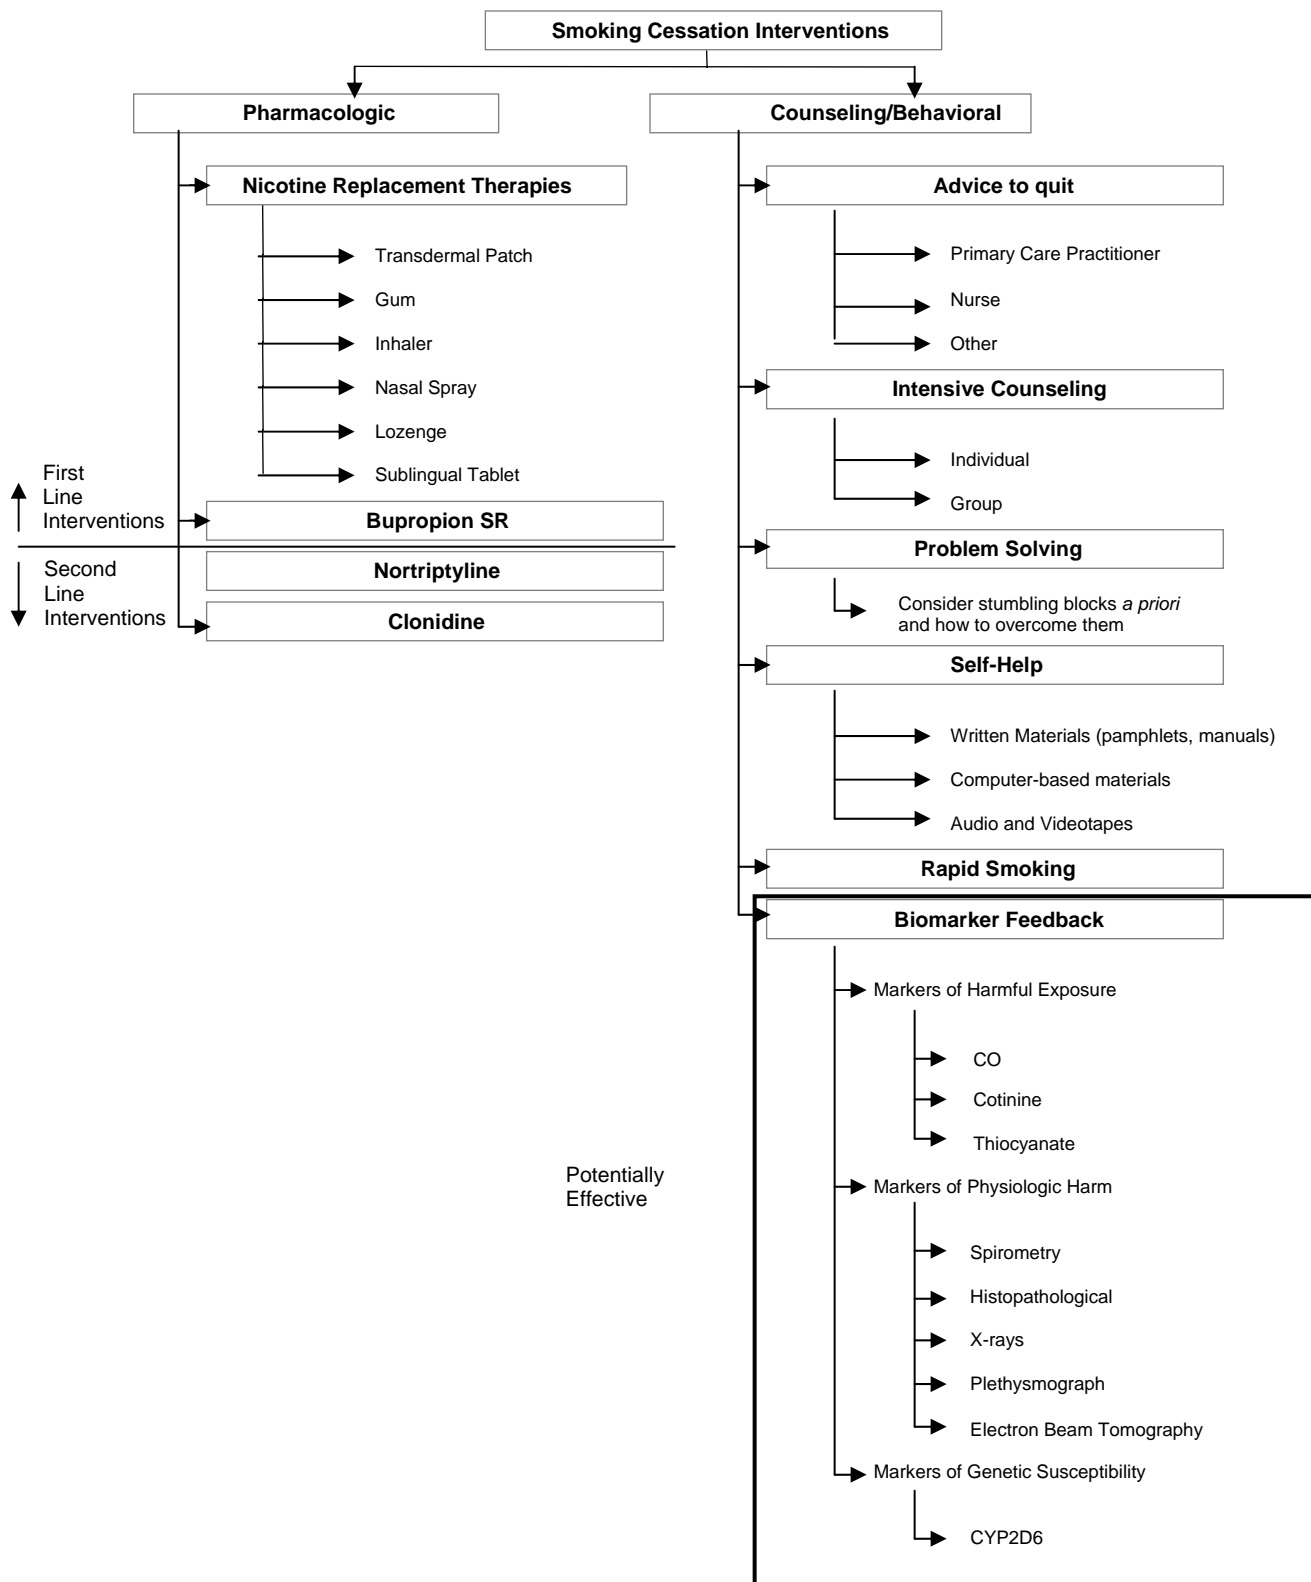 Smoking Cessation Interventions
Pharmacologic
Nicotine Replacement Therapies
Transdermal Patch
Gum
Inhaler
Nasal Spray
Lozenge
Sublingual Tablet
First
Line
Interventions
Bupropion SR
Nortriptyline
Second
Line
Interventions
Clonidine
Counseling/Behavioral
Advice to quit
Primary Care Practitioner
Nurse
Other
Intensive Counseling
Individual
Group
Problem Solving
Consider stumbling blocks a priori
and how to overcome them
Self-Help
Written Materials (pamphlets, manuals)
Computer-based materials
Audio and Videotapes
Rapid Smoking
Biomarker Feedback
Markers of Harmful Exposure
CO
Cotinine
Thiocyanate
Potentially
Effective
Markers of Physiologic Harm
Spirometry
Histopathological
X-rays
Plethysmograph
Electron Beam Tomography
Markers of Genetic Susceptibility
CYP2D6